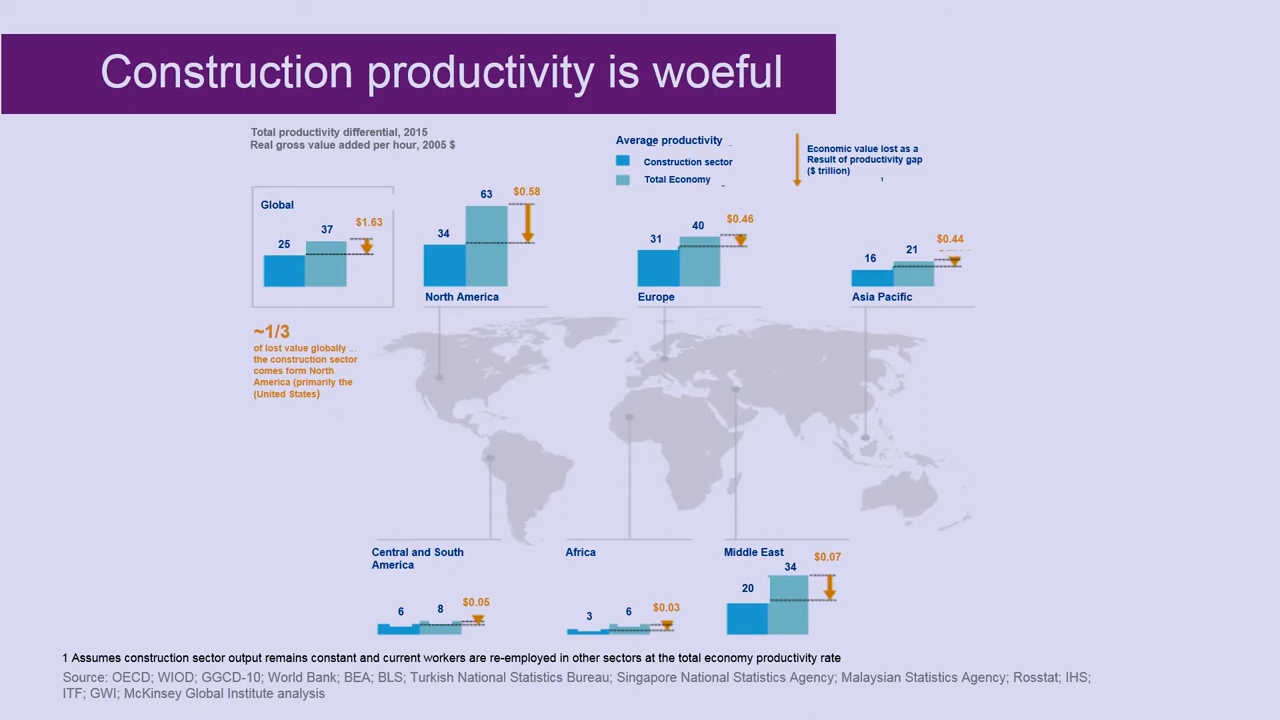 Construction productivity is woeful
Total productivity differential, 2015
Real gross value added per hour, 2005 $
Average productivity
Construction sector
Total Economy
Economic value lost as a
Result of productivity gap
($ trillion)
1
Global
25
37
$1.63
34
63
$0.58
North America
31
40
$0.46
Europe
16
21
$0.44
Asia Pacific
~1/3
of lost value globally ...
the construction sector
comes form North
America (primarily the
(United States)
Central and South
America
6
8
$0.05
Africa
3
6
$0.03
Middle East
20
34
$0.07
1 Assumes construction sector output remains constant and current workers are re-employed in other sectors at the total economy productivity rate
Source: OECD; WIOD; GGCD-10; World Bank; BEA; BLS; Turkish National Statistics Bureau; Singapore National Statistics Agency; Malaysian Statistics Agency; Rosstat; IHS;
ITF; GWI; McKinsey Global Institute analysis